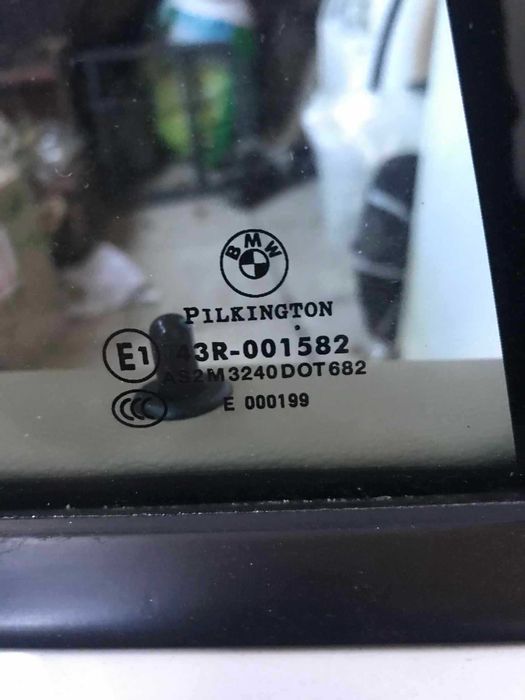 BMW
PILKINGTON
E1 43R-001582
AS2M3240DOT682
CCC E 000199